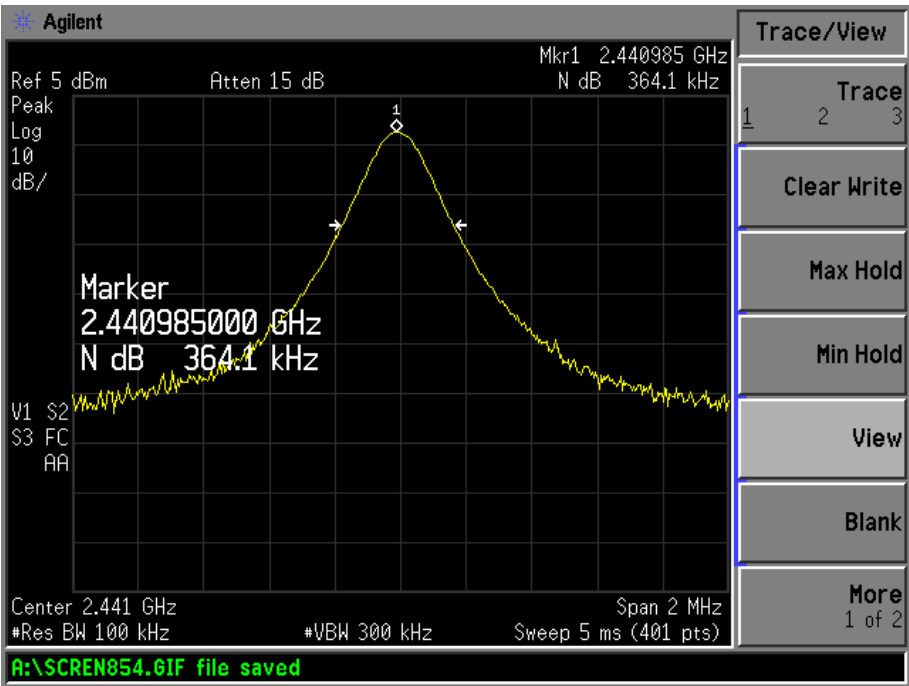 Agilent
Trace/View
Mkr1 2.440985 GHz
Ref 5 dBm Atten 15 dB N dB 364.1 kHz
Peak
Log
10
dB/
1
Marker
2.440985000 GHz
N dB 364.1 kHz
V1 S2
S3 FC
AA
Center 2.441 GHz Span 2 MHz
#Res BW 100 kHz #VBW 300 kHz Sweep 5 ms (401 pts)
A:\SCREN854.GIF file saved
Trace
1 2 3
Clear Write
Max Hold
Min Hold
View
Blank
More
1 of 2